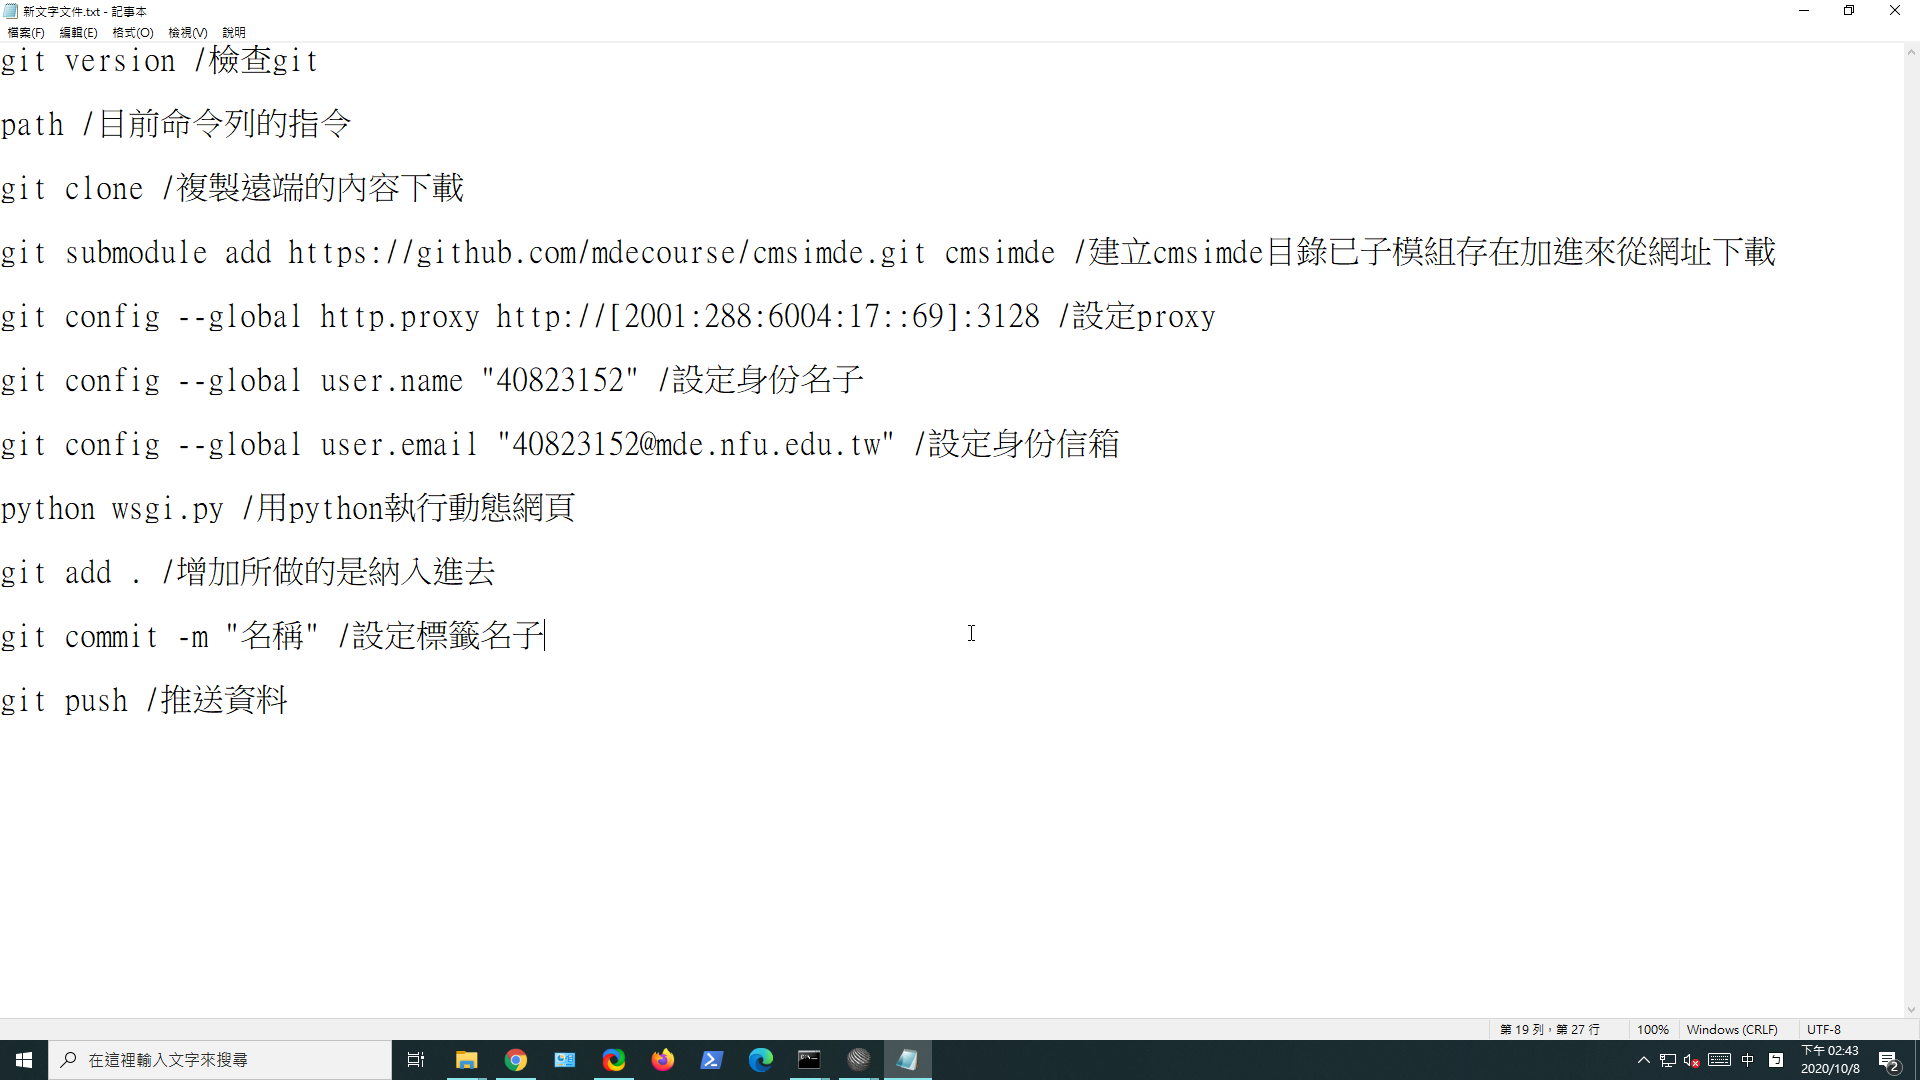 新文字文件.txt - 記事本
檔案(F) 編輯(E) 格式(O) 檢視(V) 說明
git version /檢查git
path /目前命令列的指令
git clone /複製遠端的內容下載
git submodule add https://github.com/mdecourse/cmsimde.git cmsimde /建立cmsimde目錄已子模組存在加進來從網址下載
git config --global http.proxy http://[2001:288:6004:17::69]:3128 /設定proxy
git config --global user.name "40823152" /設定身份名子
git config --global user.email "40823152@mde.nfu.edu.tw" /設定身份信箱
python wsgi.py /用python執行動態網頁
git add . /增加所做的是納入進去
git commit -m "名稱" /設定標籤名子
git push /推送資料
第 19 列，第 27 行 100% Windows (CRLF) UTF-8
在這裡輸入文字來搜尋
中
下午 02:43
2020/10/8
2